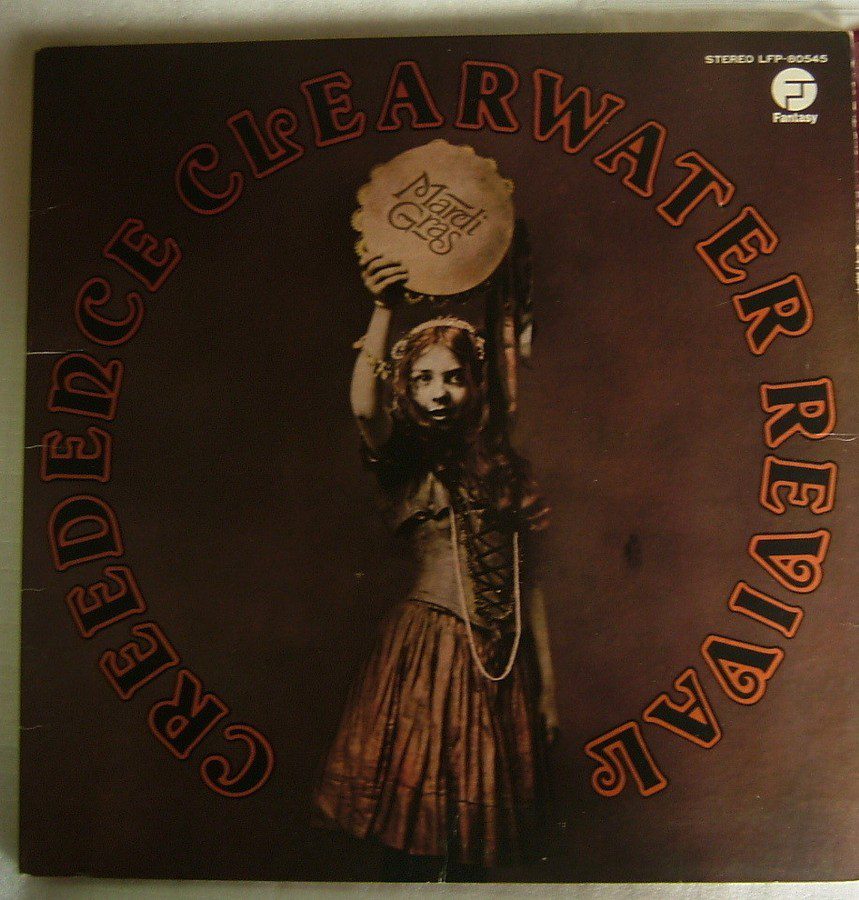 STEREO LFP-80545
Fantasy
CREEDENCE CLEARWATER REVIVAL
Mardi
Gras